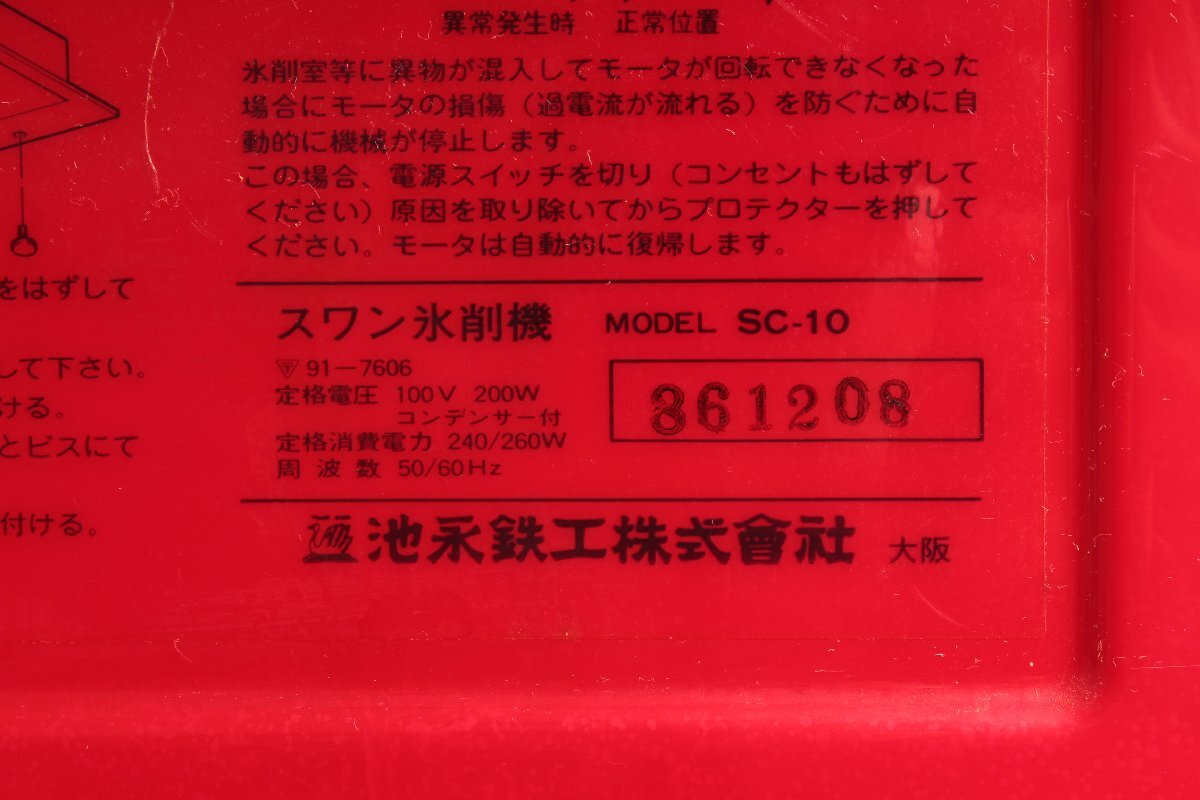 異常発生時 正常位置
氷削室等に異物が混入してモータが回転できなくなった
場合にモータの損傷（過電流が流れる）を防ぐために自
動的に機械が停止します。
この場合、電源スイッチを切り（コンセントもはずして
ください）原因を取り除いてからプロテクターを押して
ください。モータは自動的に復帰します。
をはずして
して下さい。
ける。
とビスにて
付ける。
スワン氷削機 MODEL SC-10
91-7606
定格電圧 100V 200W
コンデンサー付
定格消費電力 240/260W
周波数 50/60Hz
361208
池永鉄工株式會社 大阪